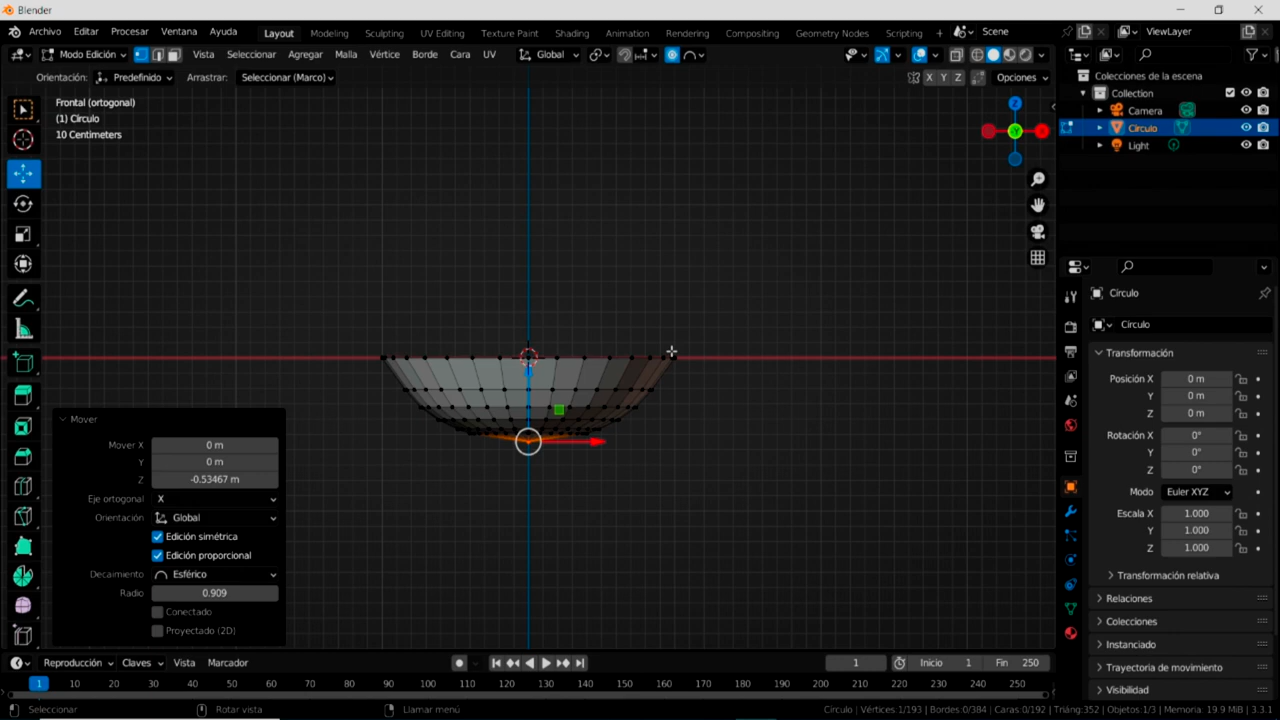 Blender
Archivo Editar Procesar Ventana Ayuda Layout Modeling Sculpting UV Editing Texture Paint Shading Animation Rendering Compositing Geometry Nodes Scripting + Scene ViewLayer
Modo Edición Vista Seleccionar Agregar Malla Vértice Borde Cara UV Global
Orientación: Predefinido Arrastrar: Seleccionar (Marco) X Y Z Opciones
Colecciones de la escena
Collection
Camera
Círculo
Light
Frontal (ortogonal)
(1) Círculo
10 Centimeters
Z
-Y
Mover
Mover X 0 m
Y 0 m
Z -0.53467 m
Eje ortogonal X
Orientación Global
Edición simétrica
Edición proporcional
Decaimiento Esférico
Radio 0.909
Conectado
Proyectado (2D)
Círculo
Círculo
Transformación
Posición X 0 m
Y 0 m
Z 0 m
Rotación X 0°
Y 0°
Z 0°
Modo Euler XYZ
Escala X 1.000
Y 1.000
Z 1.000
Transformación relativa
Relaciones
Colecciones
Instanciado
Trayectoria de movimiento
Visibilidad
Reproducción Claves Vista Marcador 1 Inicio 1 Fin 250
1 10 20 30 40 50 60 70 80 90 100 110 120 130 140 150 160 170 180 190 200 210 220 230 240 250
Seleccionar Rotar vista Llamar menú Círculo | Vértices:1/193 | Bordes:0/384 | Caras:0/192 | Triáng:352 | Objetos:1/3 | Memoria: 19.9 MiB | 3.3.1